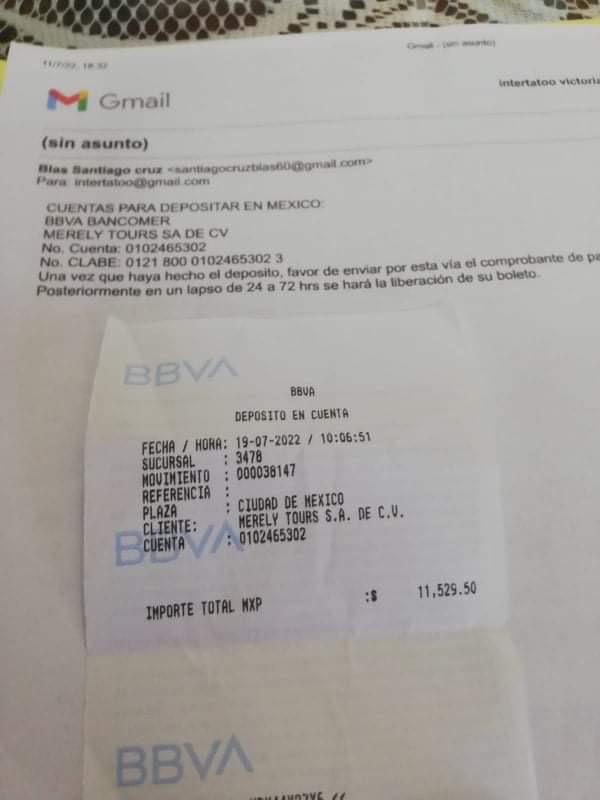 11/7/22, 18:32
Gmail - (sin asunto)
Gmail
intertatoo victoria
(sin asunto)
Blas Santiago cruz <santiagocruzblas60@gmail.com>
Para: intertatoo@gmail.com
CUENTAS PARA DEPOSITAR EN MEXICO:
BBVA BANCOMER
MERELY TOURS SA DE CV
No. Cuenta: 0102465302
No. CLABE: 0121 800 0102465302 3
Una vez que haya hecho el deposito, favor de enviar por esta vía el comprobante de
Posteriormente en un lapso de 24 a 72 hrs se hará la liberación de su boleto.
BBVA
BBVA
DEPOSITO EN CUENTA
FECHA / HORA: 19-07-2022 / 10:06:51
SUCURSAL : 3478
MOVIMIENTO : 000038147
REFERENCIA :
PLAZA : CIUDAD DE MEXICO
CLIENTE: MERELY TOURS S.A. DE C.V.
CUENTA : 0102465302
BBVA
IMPORTE TOTAL MXP :$ 11,529.50
BBVA